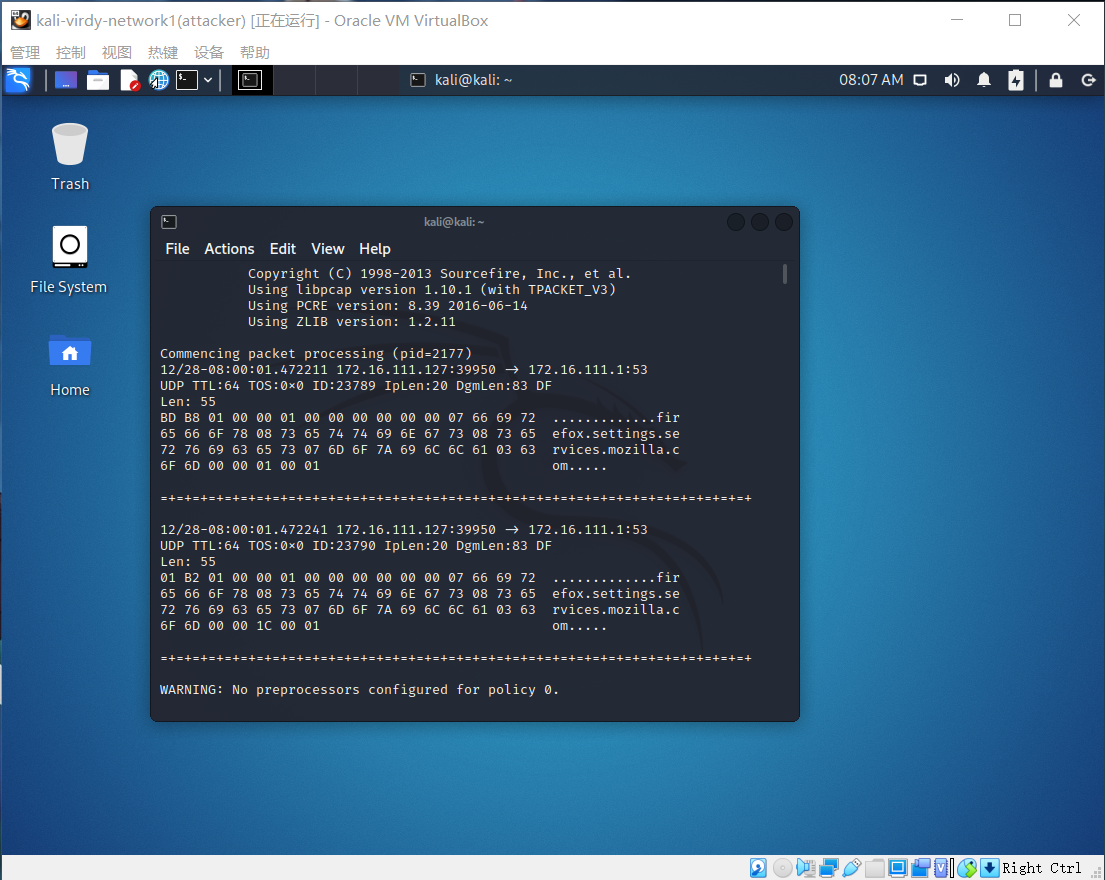 kali-virdy-network1(attacker) [正在运行] - Oracle VM VirtualBox
管理 控制 视图 热键 设备 帮助
kali@kali: ~
08:07 AM
Trash
File System
Home
kali@kali: ~
File Actions Edit View Help
Copyright (C) 1998-2013 Sourcefire, Inc., et al.
Using libpcap version 1.10.1 (with TPACKET_V3)
Using PCRE version: 8.39 2016-06-14
Using ZLIB version: 1.2.11
Commencing packet processing (pid=2177)
12/28-08:00:01.472211 172.16.111.127:39950 -> 172.16.111.1:53
UDP TTL:64 TOS:0×0 ID:23789 IpLen:20 DgmLen:83 DF
Len: 55
BD B8 01 00 00 01 00 00 00 00 00 00 07 66 69 72  .............fir
65 66 6F 78 08 73 65 74 74 69 6E 67 73 08 73 65  efox.settings.se
72 76 69 63 65 73 07 6D 6F 7A 69 6C 6C 61 03 63  rvices.mozilla.c
6F 6D 00 00 01 00 01                             om.....
=+=+=+=+=+=+=+=+=+=+=+=+=+=+=+=+=+=+=+=+=+=+=+=+=+=+=+=+=+=+=+=+=+=+=+=+=+
12/28-08:00:01.472241 172.16.111.127:39950 -> 172.16.111.1:53
UDP TTL:64 TOS:0×0 ID:23790 IpLen:20 DgmLen:83 DF
Len: 55
01 B2 01 00 00 01 00 00 00 00 00 00 07 66 69 72  .............fir
65 66 6F 78 08 73 65 74 74 69 6E 67 73 08 73 65  efox.settings.se
72 76 69 63 65 73 07 6D 6F 7A 69 6C 6C 61 03 63  rvices.mozilla.c
6F 6D 00 00 1C 00 01                             om.....
=+=+=+=+=+=+=+=+=+=+=+=+=+=+=+=+=+=+=+=+=+=+=+=+=+=+=+=+=+=+=+=+=+=+=+=+=+
WARNING: No preprocessors configured for policy 0.
Right Ctrl